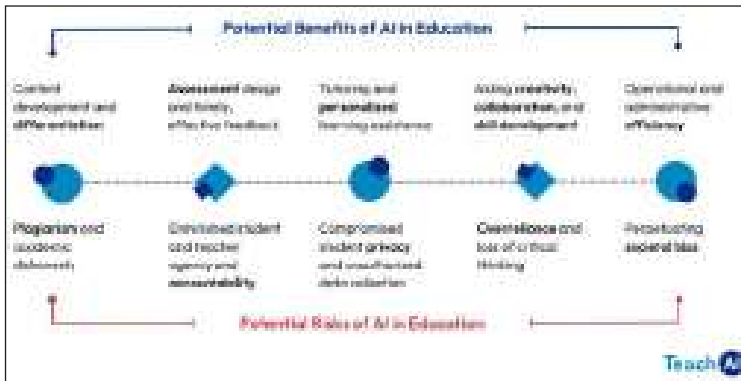 Potential Benefits of AI in Education
Content
development and
differentiation
Assessment design
and timely,
effective feedback
Tutoring and
personalized
learning assistance
Aiding creativity,
collaboration, and
skill development
Operational and
administrative
efficiency
Plagiarism and
academic
dishonesty
Diminished student
and teacher
agency and
accountability
Compromised
student privacy
and unauthorized
data collection
Overreliance and
loss of critical
thinking
Perpetuating
societal bias
Potential Risks of AI in Education
Teach AI